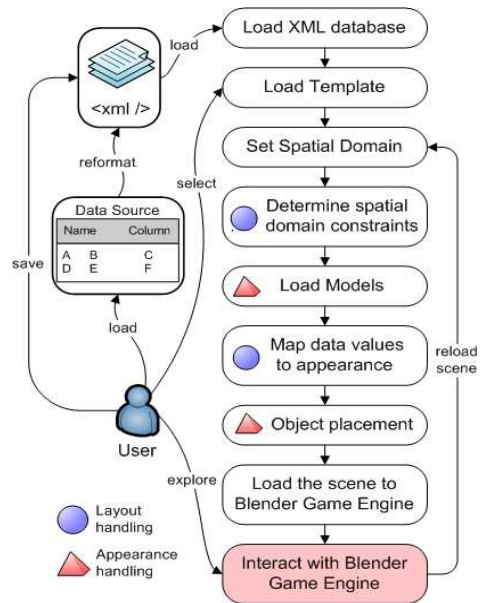 load
Load XML database
<xml />
Load Template
reformat
select
Set Spatial Domain
Data Source
Name Column
A B C
D E F
Determine spatial
domain constraints
save
load
Load Models
Map data values
to appearance
reload
scene
User
Object placement
explore
Load the scene to
Blender Game Engine
Layout
handling
Appearance
handling
Interact with Blender
Game Engine